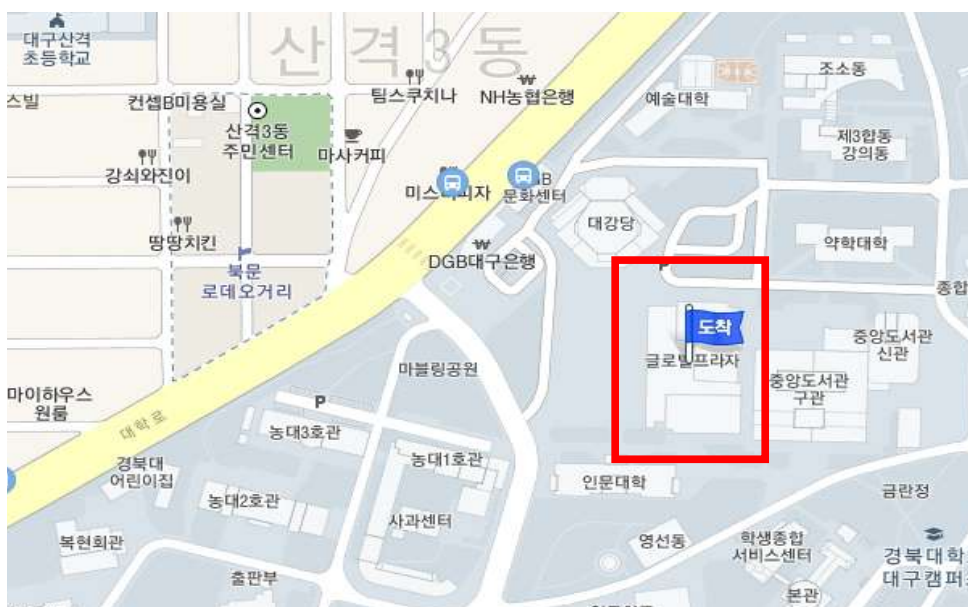 산격3동
대구산격
초등학교
스빌
컨셉B미용실
산격3동
주민센터
팀스쿠치나
NH농협은행
예술대학
조소동
제3합동
강의동
마사커피
강쇠와진이
문화센터
대강당
약학대학
땅땅치킨
DGB대구은행
북문
로데오거리
P
종합
도착
글로벌프라자
중앙도서관
신관
중앙도서관
구관
마블링공원
마이하우스
원룸
대학로
P
농대3호관
농대1호관
경북대
어린이집
농대2호관
인문대학
금란정
사과센터
복현회관
영선동
학생종합
서비스센터
경북대학
대구캠퍼
출판부
본관